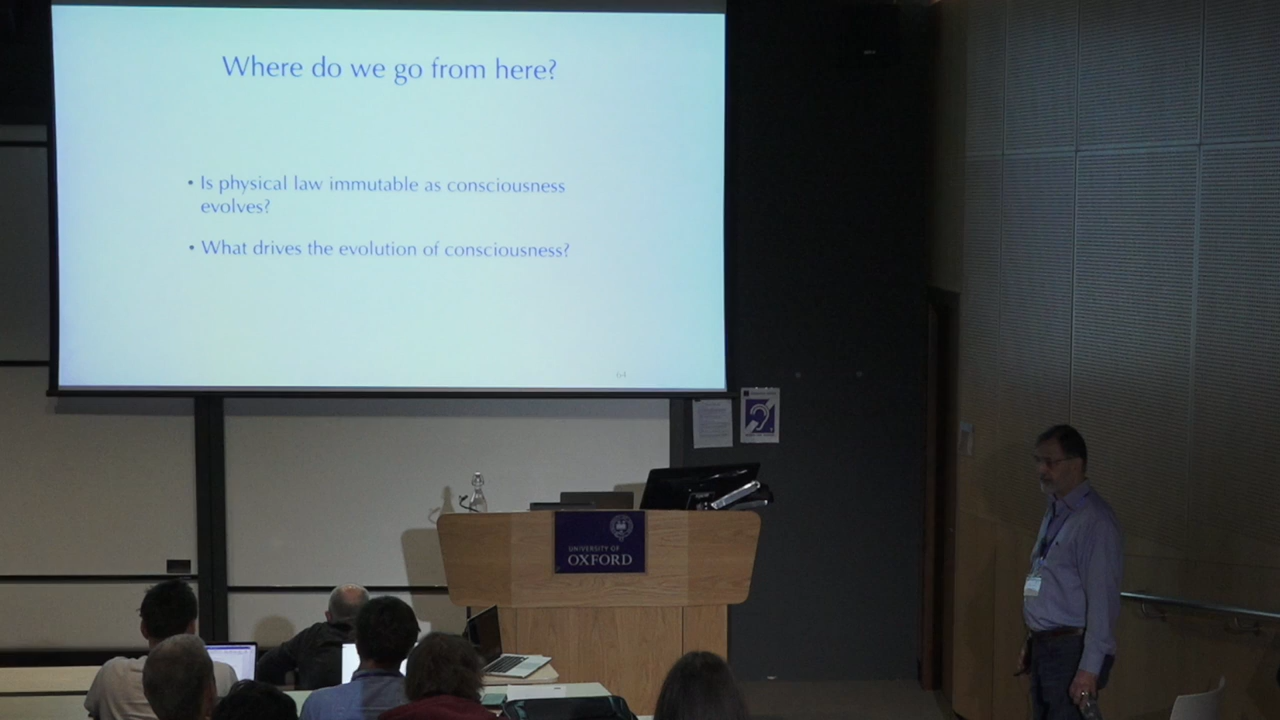 Where do we go from here?
• Is physical law immutable as consciousness
evolves?
• What drives the evolution of consciousness?
64
UNIVERSITY OF
OXFORD